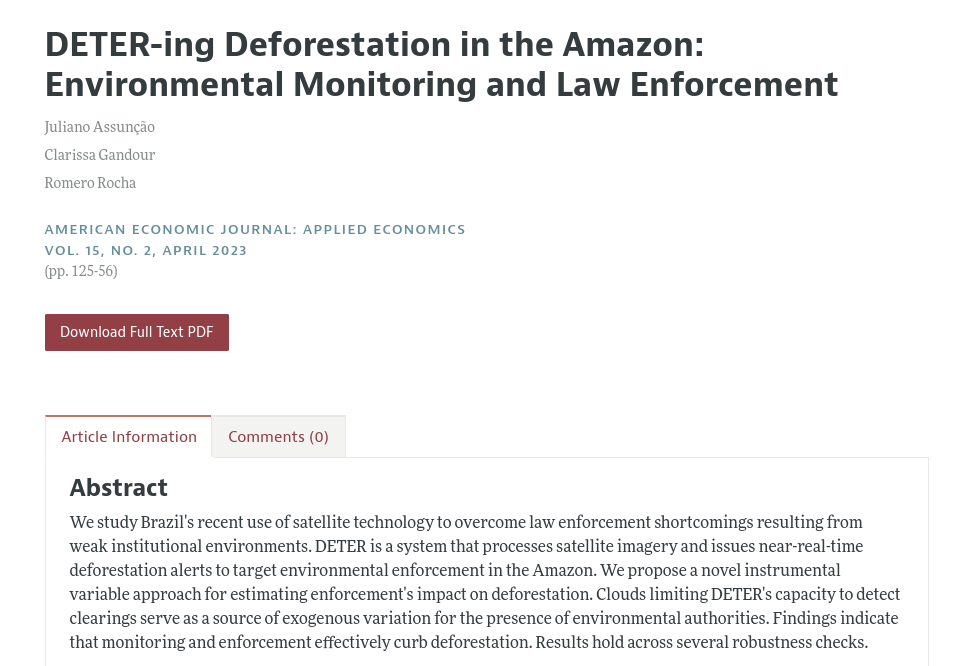 DETER-ing Deforestation in the Amazon:
Environmental Monitoring and Law Enforcement
Juliano Assunção
Clarissa Gandour
Romero Rocha
AMERICAN ECONOMIC JOURNAL: APPLIED ECONOMICS
VOL. 15, NO. 2, APRIL 2023
(pp. 125-56)
Download Full Text PDF
Article Information
Comments (0)
Abstract
We study Brazil's recent use of satellite technology to overcome law enforcement shortcomings resulting from
weak institutional environments. DETER is a system that processes satellite imagery and issues near-real-time
deforestation alerts to target environmental enforcement in the Amazon. We propose a novel instrumental
variable approach for estimating enforcement's impact on deforestation. Clouds limiting DETER's capacity to detect
clearings serve as a source of exogenous variation for the presence of environmental authorities. Findings indicate
that monitoring and enforcement effectively curb deforestation. Results hold across several robustness checks.